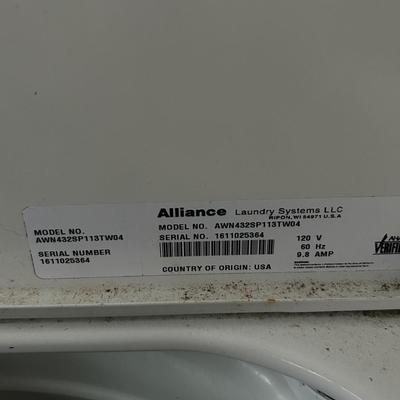 MODEL NO.
AWN432SP113TW04
SERIAL NUMBER
1611025364
Alliance Laundry Systems LLC
RIPON, WI 54971 U.S.A
MODEL NO. AWN432SP113TW04
SERIAL NO. 1611025364
120 V
60 Hz
9.8 AMP
COUNTRY OF ORIGIN: USA